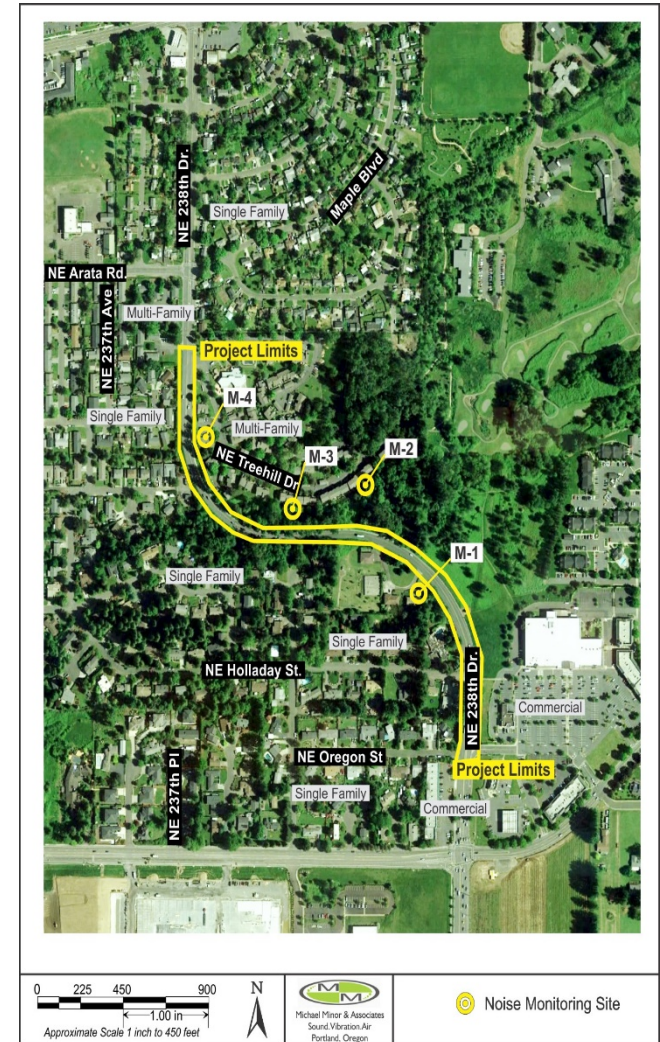 NE 238th Dr.
Maple Blvd
Single Family
NE Arata Rd.
NE 237th Ave
Multi-Family
Project Limits
M-4
Single Family
Multi-Family
NE Treehill Dr
M-3
M-2
M-1
Single Family
Single Family
NE Holladay St.
NE 238th Dr.
Commercial
NE 237th Pl
NE Oregon St
Project Limits
Single Family
Commercial
0 225 450 900
1.00 in
Approximate Scale 1 inch to 450 feet
N
M M
Michael Minor & Associates
Sound.Vibration.Air
Portland, Oregon
Noise Monitoring Site